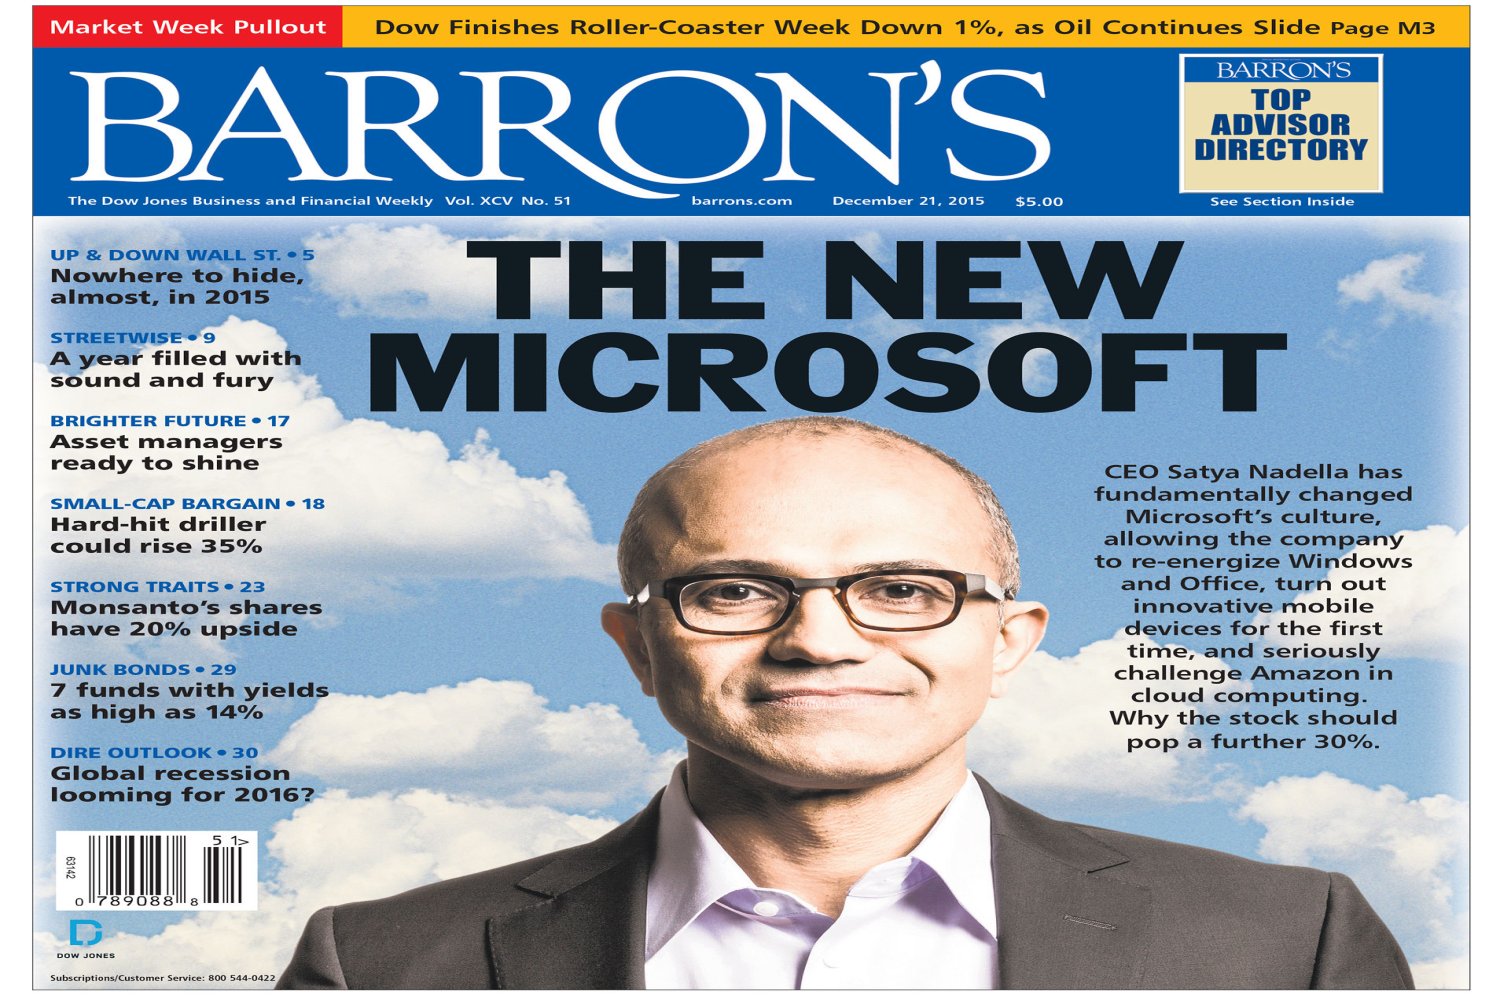 Market Week Pullout
Dow Finishes Roller-Coaster Week Down 1%, as Oil Continues Slide Page M3
BARRON'S
The Dow Jones Business and Financial Weekly Vol. XCV No. 51
barrons.com
December 21, 2015
$5.00
BARRON'S
TOP
ADVISOR
DIRECTORY
See Section Inside
THE NEW
MICROSOFT
UP & DOWN WALL ST. • 5
Nowhere to hide,
almost, in 2015
STREETWISE • 9
A year filled with
sound and fury
BRIGHTER FUTURE • 17
Asset managers
ready to shine
SMALL-CAP BARGAIN • 18
Hard-hit driller
could rise 35%
STRONG TRAITS • 23
Monsanto's shares
have 20% upside
JUNK BONDS • 29
7 funds with yields
as high as 14%
DIRE OUTLOOK • 30
Global recession
looming for 2016?
CEO Satya Nadella has
fundamentally changed
Microsoft's culture,
allowing the company
to re-energize Windows
and Office, turn out
innovative mobile
devices for the first
time, and seriously
challenge Amazon in
cloud computing.
Why the stock should
pop a further 30%.
5 1>
63142
0 789088 8
DOW JONES
Subscriptions/Customer Service: 800 544-0422